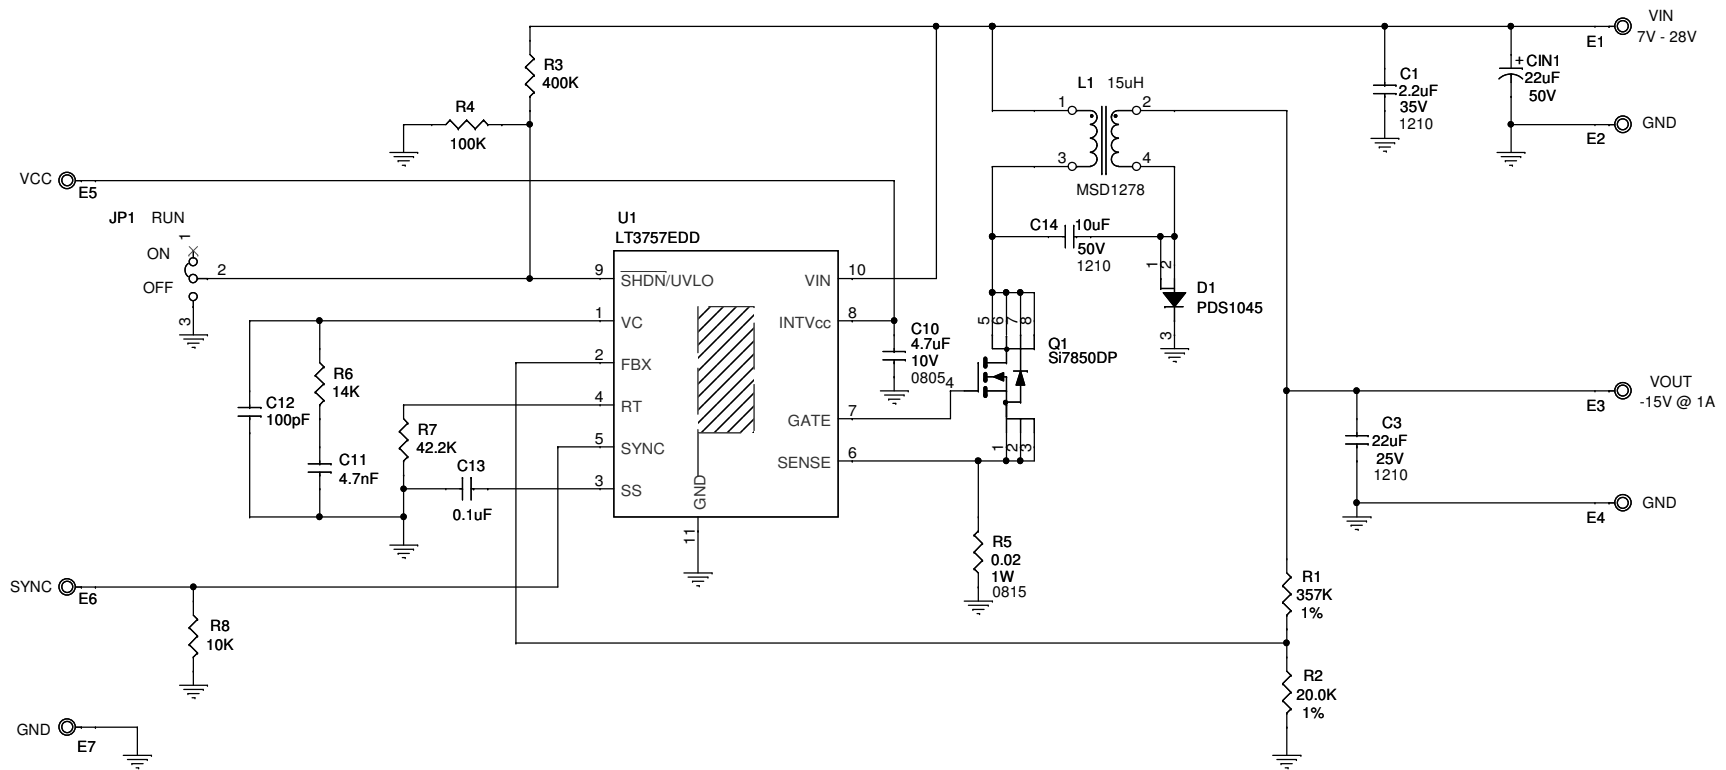 VIN
7V - 28V
E1
R3
400K
L1 15uH
1
2
3
4
MSD1278
C1
2.2uF
35V
1210
+
CIN1
22uF
50V
GND
E2
R4
100K
VCC
E5
JP1 RUN
1
ON
2
OFF
3
U1
LT3757EDD
9
SHDN/UVLO
VIN
10
1
VC
INTVcc
8
2
FBX
4
RT
GATE
7
5
SYNC
SENSE
6
3
SS
GND
11
C14
10uF
50V
1210
1
2
D1
PDS1045
3
C10
4.7uF
10V
0805
5
6
7
8
Q1
Si7850DP
4
1
2
3
R6
14K
C12
100pF
C11
4.7nF
R7
42.2K
C13
0.1uF
VOUT
-15V @ 1A
E3
C3
22uF
25V
1210
GND
E4
R5
0.02
1W
0815
R1
357K
1%
SYNC
E6
R8
10K
R2
20.0K
1%
GND
E7